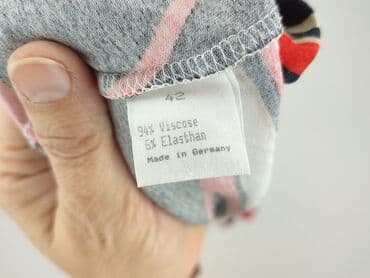 42
94% Viscose
6% Elasthan
Made in Germany